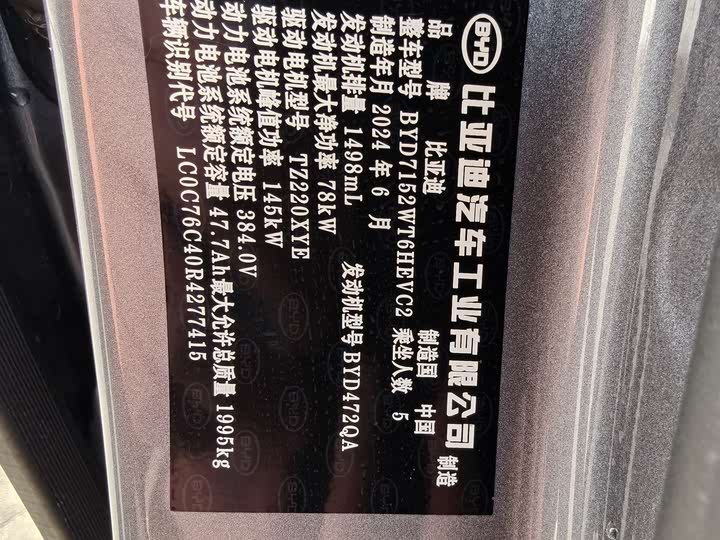 BYD 比亚迪汽车工业有限公司 制造
品牌 比亚迪 制造国 中国
整车型号 BYD7152WT6HEVC2 乘坐人数 5
制造年月 2024 年 6 月
发动机排量 1498mL 发动机型号 BYD472QA
发动机最大净功率 78kW
驱动电机型号 TZ220XYE
驱动电机峰值功率 145kW
动力电池系统额定电压 384.0V
动力电池系统额定容量 47.7Ah 最大允许总质量 1995kg
车辆识别代号 LC0C76C40R4277415